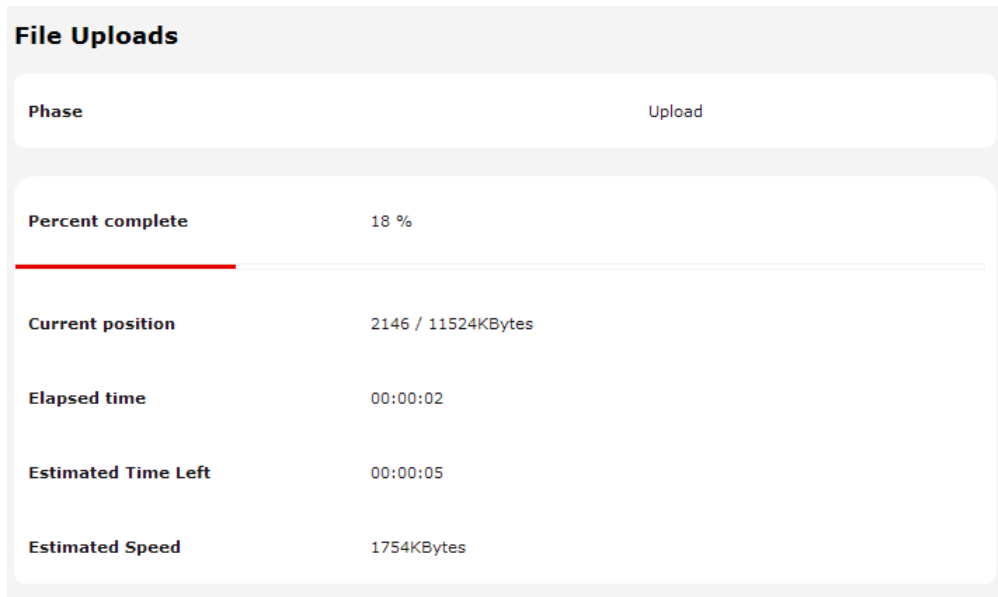 File Uploads
Phase Upload
Percent complete 18 %
Current position 2146 / 11524KBytes
Elapsed time 00:00:02
Estimated Time Left 00:00:05
Estimated Speed 1754KBytes